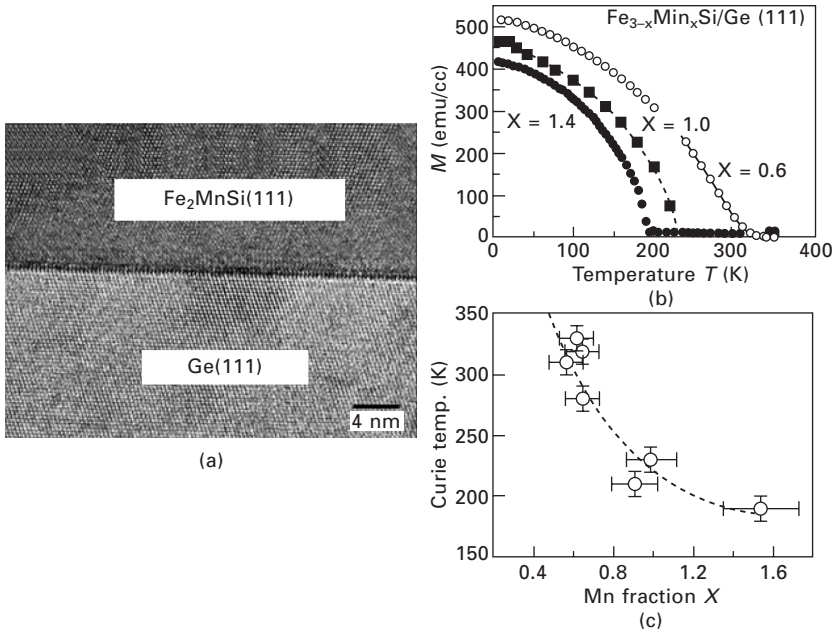 Fe₂MnSi(111)
Ge(111)
4 nm
(a)
Fe₃₋ₓMinₓSi/Ge (111)
M (emu/cc)
500
400
300
200
100
0
X = 1.4
X = 1.0
X = 0.6
0 100 200 300 400
Temperature T (K)
(b)
Curie temp. (K)
350
300
250
200
150
0.4 0.8 1.2 1.6
Mn fraction X
(c)